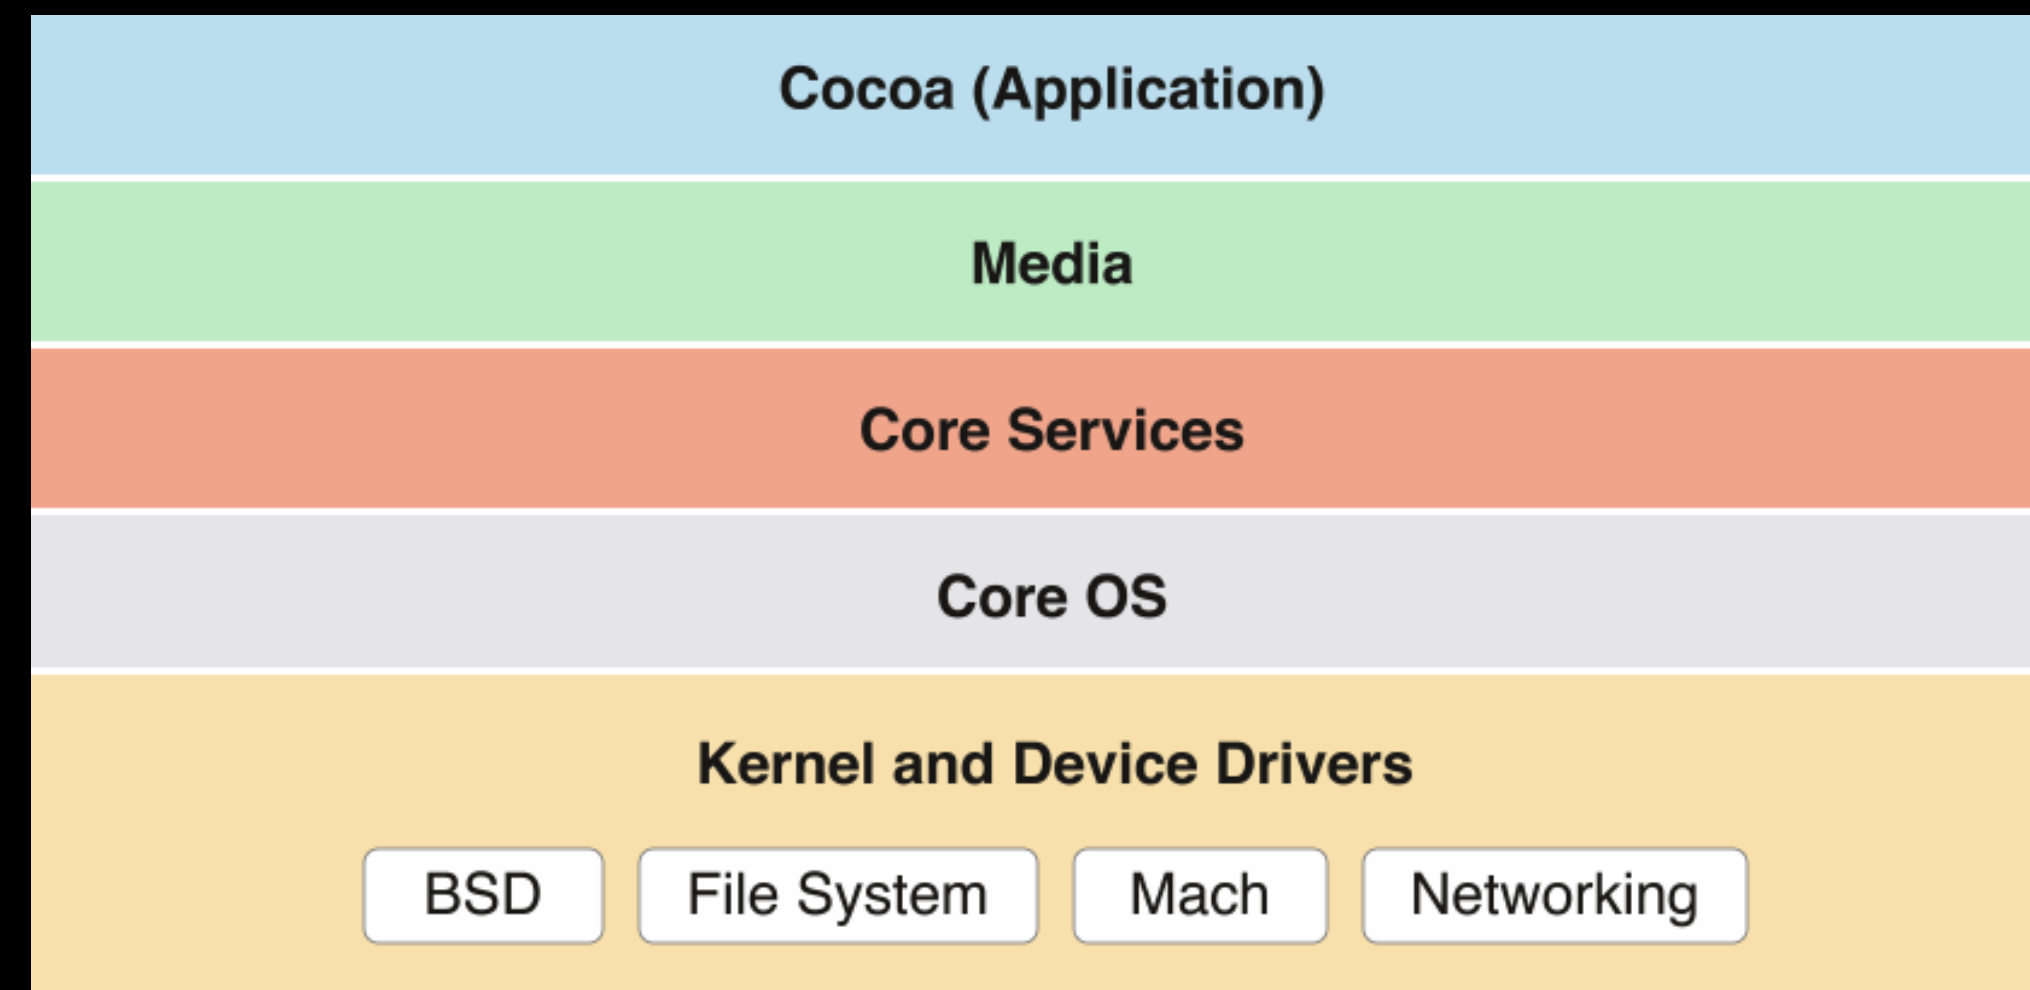 Cocoa (Application)
Media
Core Services
Core OS
Kernel and Device Drivers
BSD File System Mach Networking